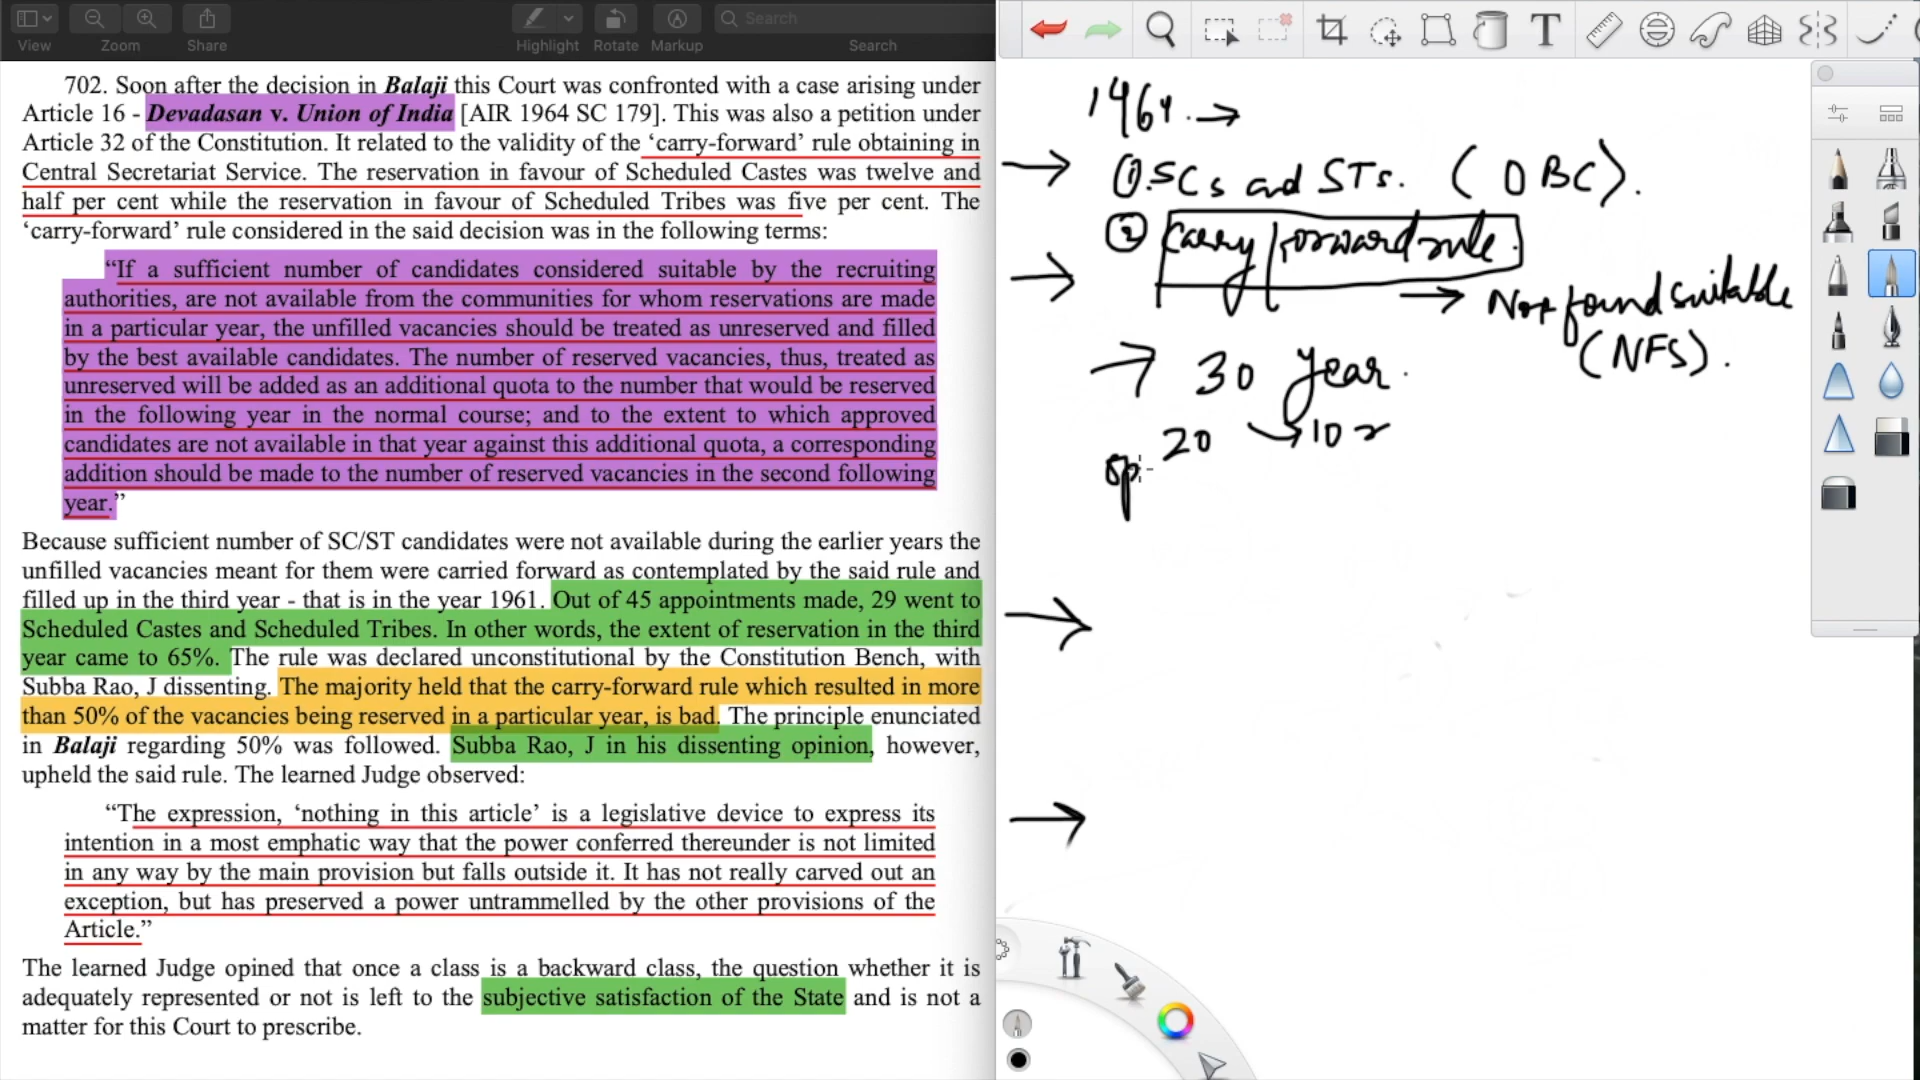 View
Zoom
Share
Highlight
Rotate
Markup
Search
Search
702. Soon after the decision in Balaji this Court was confronted with a case arising under
Article 16 - Devadasan v. Union of India [AIR 1964 SC 179]. This was also a petition under
Article 32 of the Constitution. It related to the validity of the ‘carry-forward’ rule obtaining in
Central Secretariat Service. The reservation in favour of Scheduled Castes was twelve and
half per cent while the reservation in favour of Scheduled Tribes was five per cent. The
‘carry-forward’ rule considered in the said decision was in the following terms:
“If a sufficient number of candidates considered suitable by the recruiting
authorities, are not available from the communities for whom reservations are made
in a particular year, the unfilled vacancies should be treated as unreserved and filled
by the best available candidates. The number of reserved vacancies, thus, treated as
unreserved will be added as an additional quota to the number that would be reserved
in the following year in the normal course; and to the extent to which approved
candidates are not available in that year against this additional quota, a corresponding
addition should be made to the number of reserved vacancies in the second following
year.”
Because sufficient number of SC/ST candidates were not available during the earlier years the
unfilled vacancies meant for them were carried forward as contemplated by the said rule and
filled up in the third year - that is in the year 1961. Out of 45 appointments made, 29 went to
Scheduled Castes and Scheduled Tribes. In other words, the extent of reservation in the third
year came to 65%. The rule was declared unconstitutional by the Constitution Bench, with
Subba Rao, J dissenting. The majority held that the carry-forward rule which resulted in more
than 50% of the vacancies being reserved in a particular year, is bad. The principle enunciated
in Balaji regarding 50% was followed. Subba Rao, J in his dissenting opinion, however,
upheld the said rule. The learned Judge observed:
“The expression, ‘nothing in this article’ is a legislative device to express its
intention in a most emphatic way that the power conferred thereunder is not limited
in any way by the main provision but falls outside it. It has not really carved out an
exception, but has preserved a power untrammelled by the other provisions of the
Article.”
The learned Judge opined that once a class is a backward class, the question whether it is
adequately represented or not is left to the subjective satisfaction of the State and is not a
matter for this Court to prescribe.
1964. →
→ ① SCs and STs. (OBC).
→ ② Carry forward rule.
→ Not found suitable
(NFS).
→ 30 year.
20 → 10 r
op
→
→